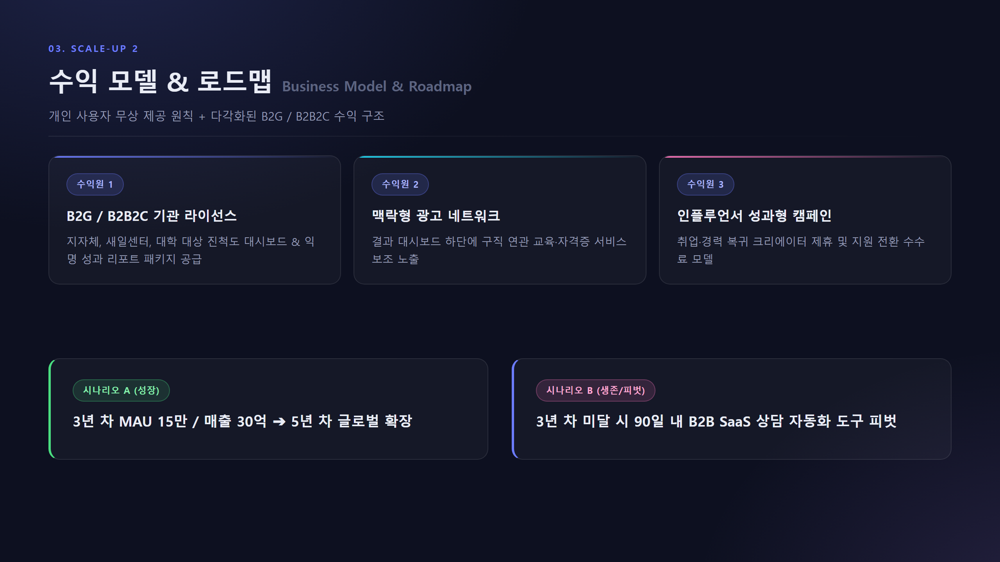 03. SCALE-UP 2
수익 모델 & 로드맵 Business Model & Roadmap
개인 사용자 무상 제공 원칙 + 다각화된 B2G / B2B2C 수익 구조
수익원 1
B2G / B2B2C 기관 라이선스
지자체, 새일센터, 대학 대상 진척도 대시보드 & 익
명 성과 리포트 패키지 공급
수익원 2
맥락형 광고 네트워크
결과 대시보드 하단에 구직 연관 교육·자격증 서비스
보조 노출
수익원 3
인플루언서 성과형 캠페인
취업·경력 복귀 크리에이터 제휴 및 지원 전환 수수
료 모델
시나리오 A (성장)
3년 차 MAU 15만 / 매출 30억 ➔ 5년 차 글로벌 확장
시나리오 B (생존/피벗)
3년 차 미달 시 90일 내 B2B SaaS 상담 자동화 도구 피벗